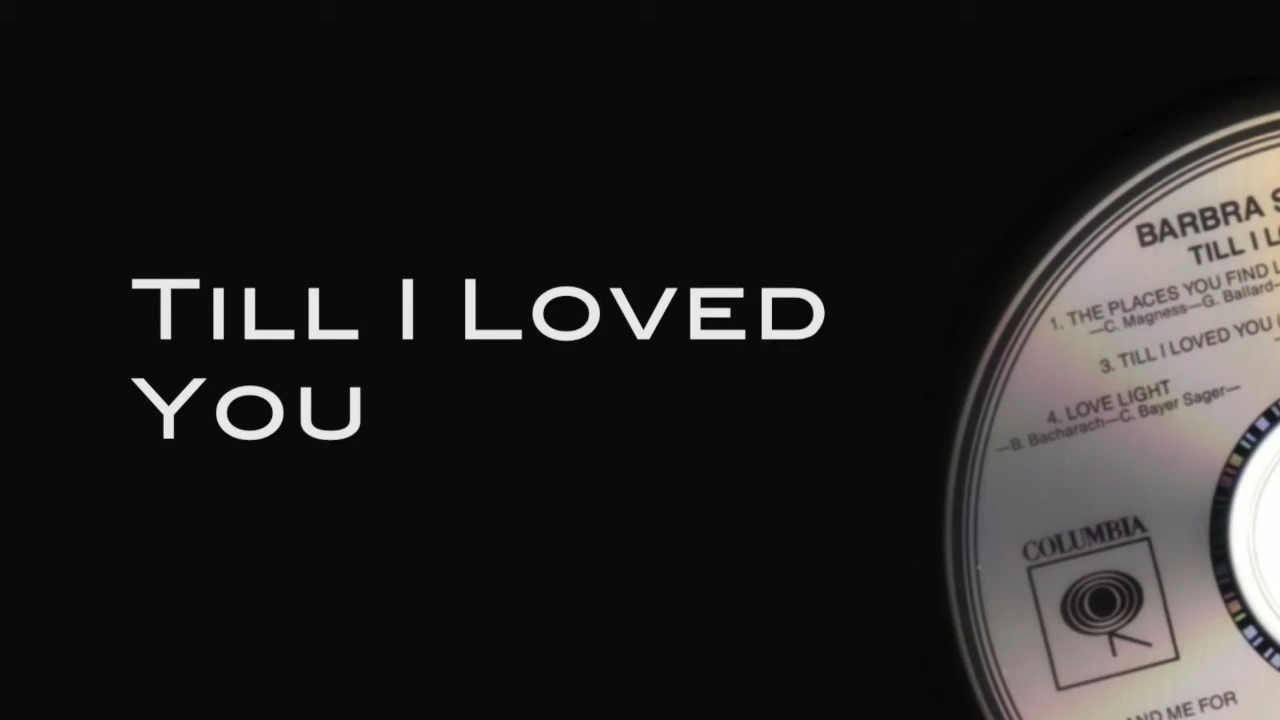 Till I Loved
You
BARBRA S
TILL I LO
1. THE PLACES YOU FIND L
—C. Magness—G. Ballard—
3. TILL I LOVED YOU
4. LOVE LIGHT
—B. Bacharach—C. Bayer Sager—
COLUMBIA
AND ME FOR